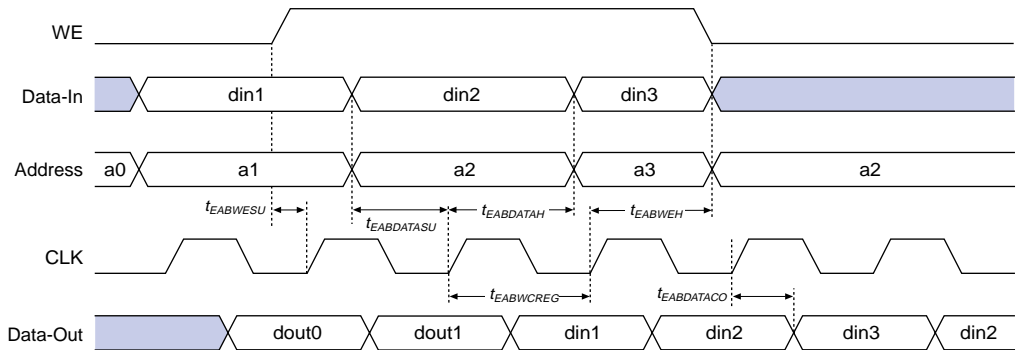 WE
Data-In din1 din2 din3
Address a0 a1 a2 a3 a2
tEABWESU tEABDATASU tEABDATAH tEABWEH
CLK
tEABWCREG tEABDATACO
Data-Out dout0 dout1 din1 din2 din3 din2